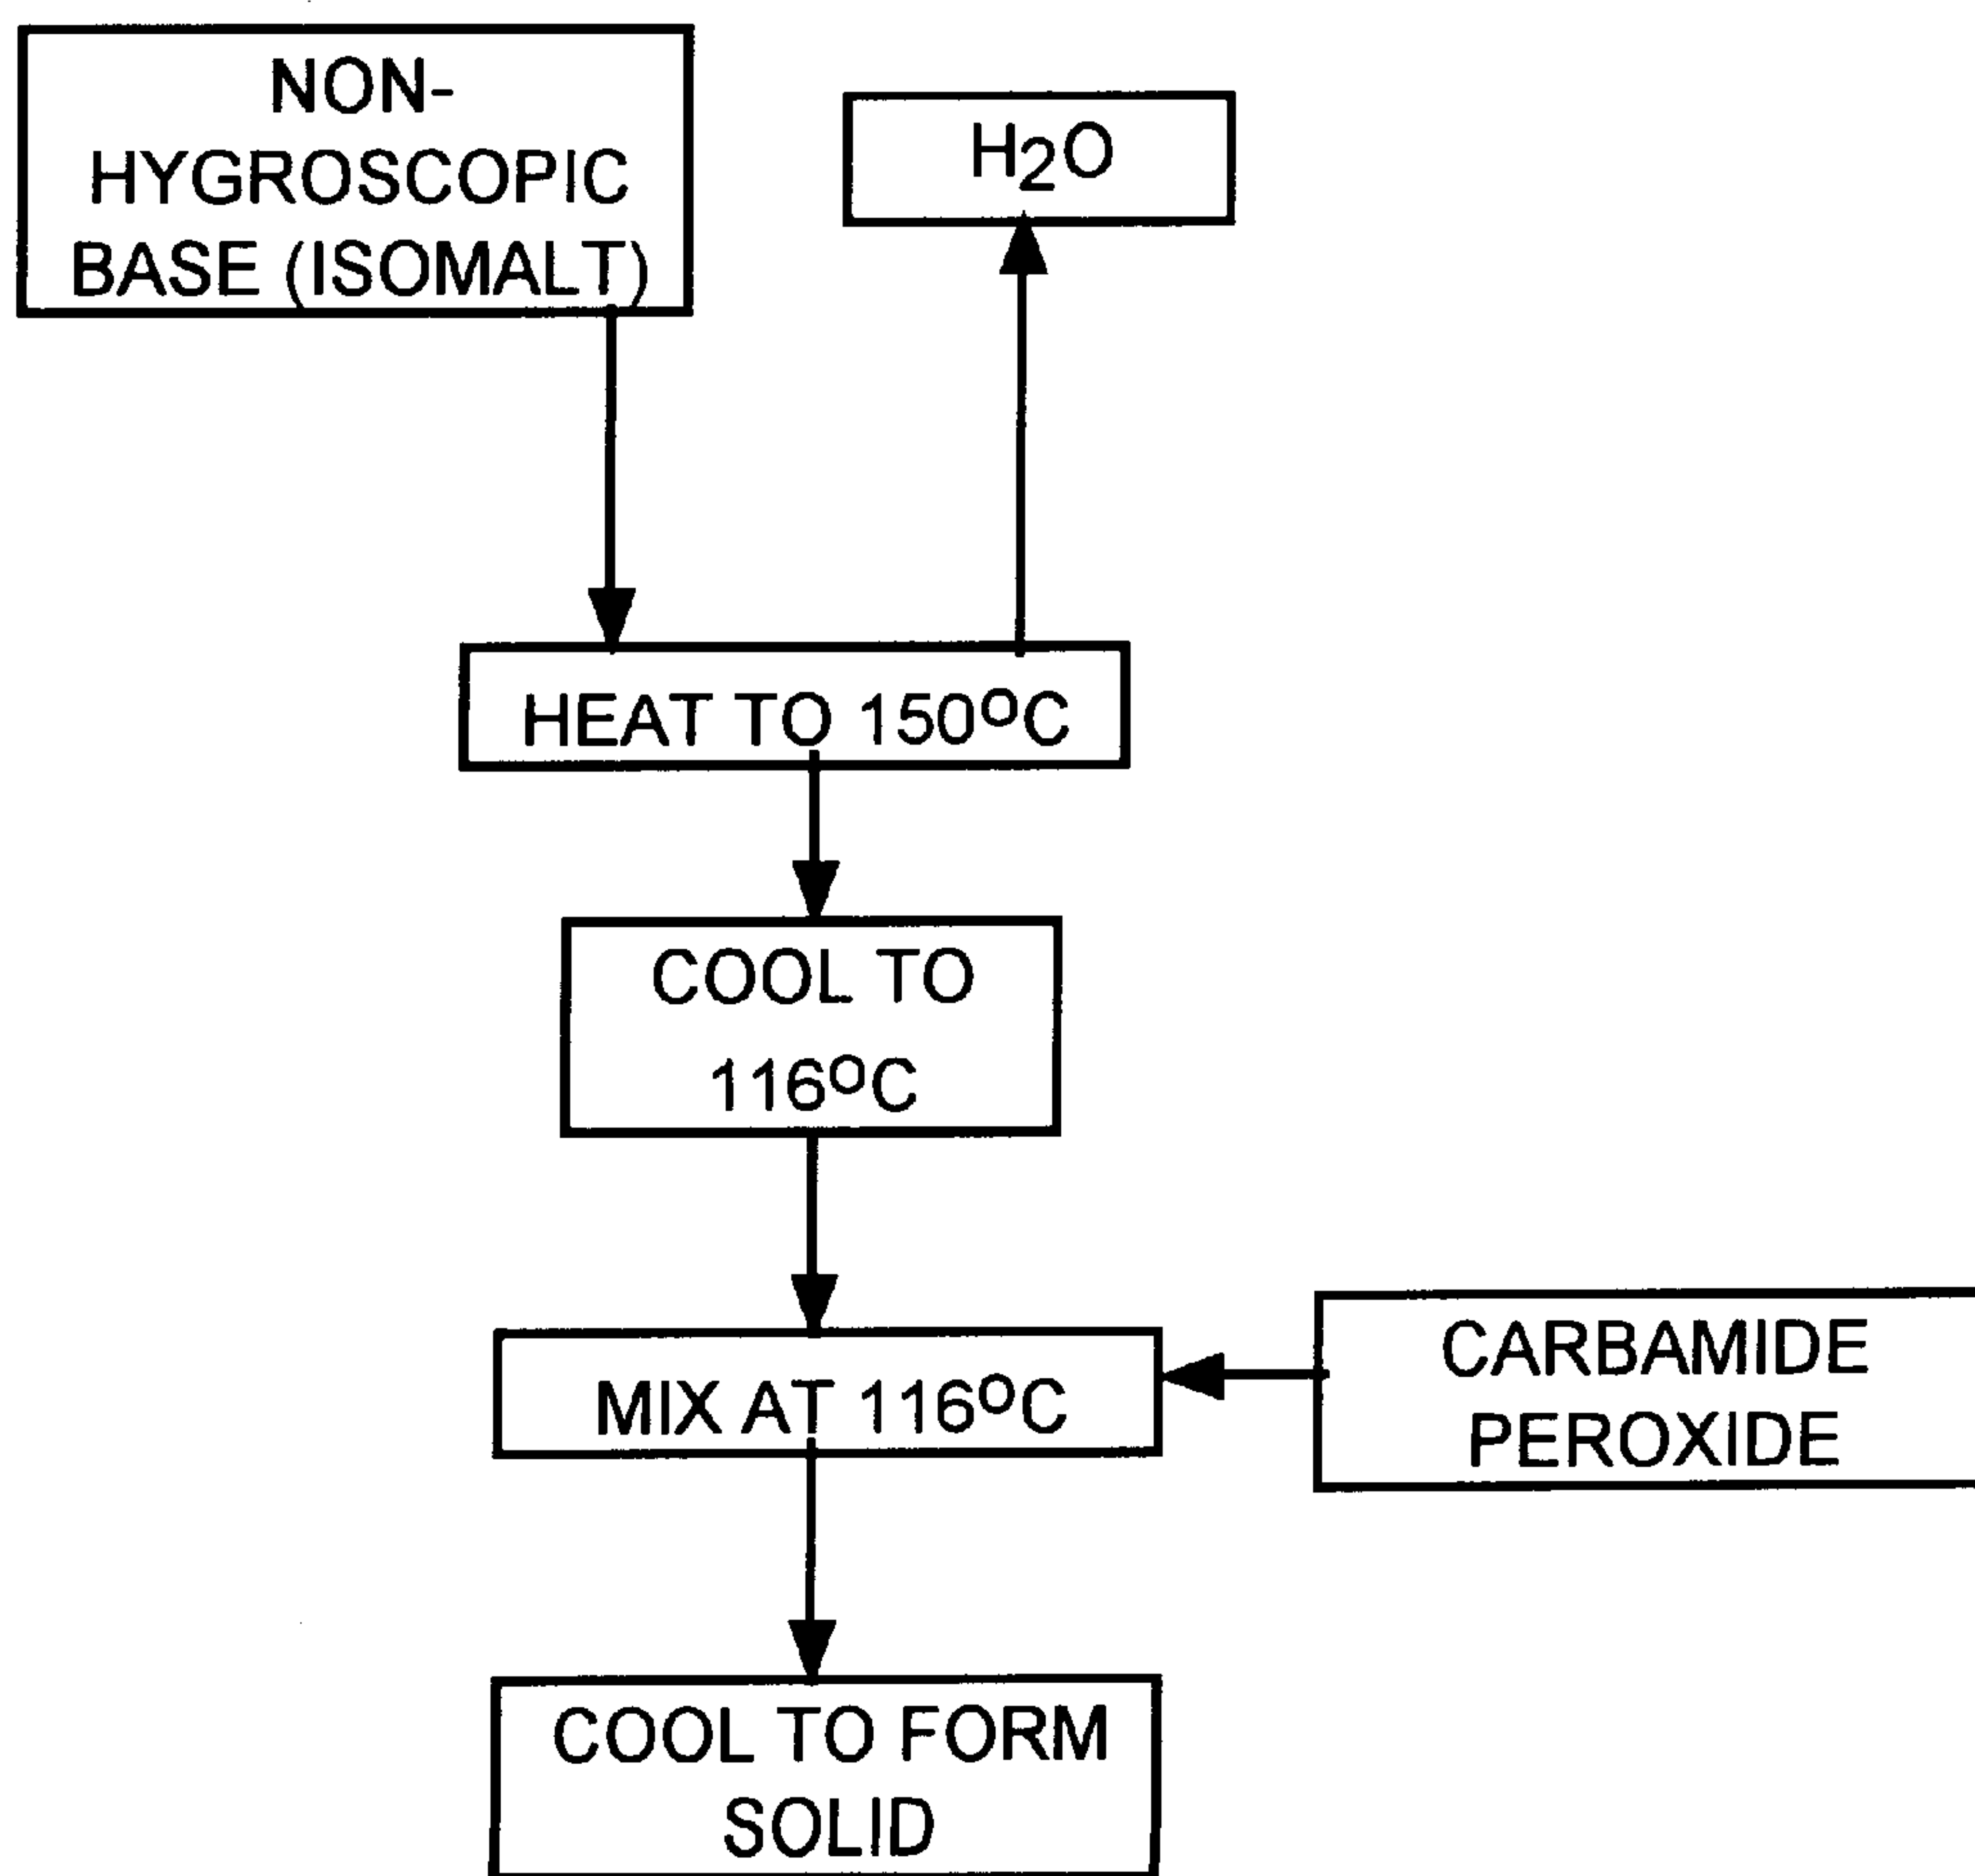 NON-
HYGROSCOPIC
BASE (ISOMALT)
H2O
HEAT TO 150ºC
COOL TO
116ºC
MIX AT 116ºC
CARBAMIDE
PEROXIDE
COOL TO FORM
SOLID